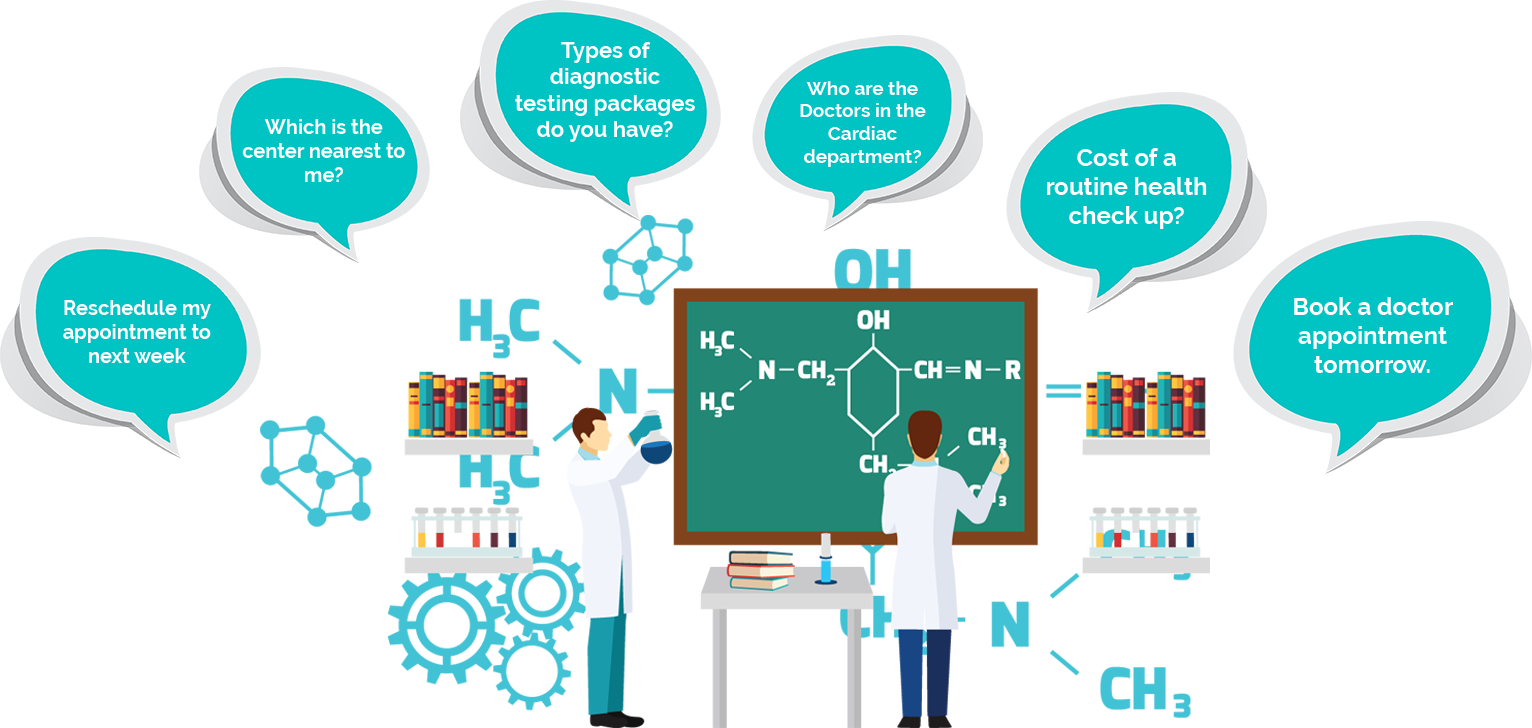 Types of
diagnostic
testing packages
do you have?
Who are the
Doctors in the
Cardiac
department?
Which is the
center nearest to
me?
Cost of a
routine health
check up?
Reschedule my
appointment to
next week
Book a doctor
appointment
tomorrow.
OH
H₃C
N
H₃C
OH
H₃C
N – CH₂
CH = N – R
H₃C
CH₂
CH₃
CH₃
=
N
CH₃